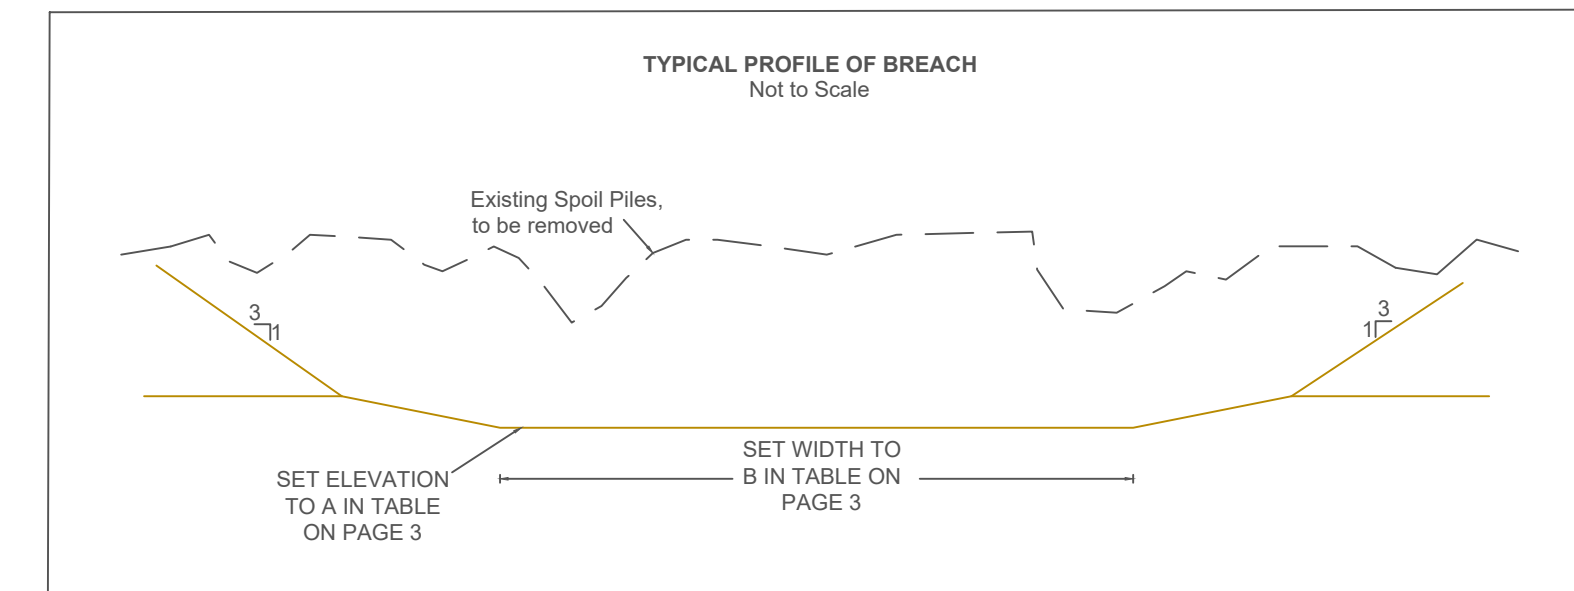 TYPICAL PROFILE OF BREACH
Not to Scale
Existing Spoil Piles,
to be removed
3
1
3
1
SET ELEVATION
TO A IN TABLE
ON PAGE 3
SET WIDTH TO
B IN TABLE ON
PAGE 3